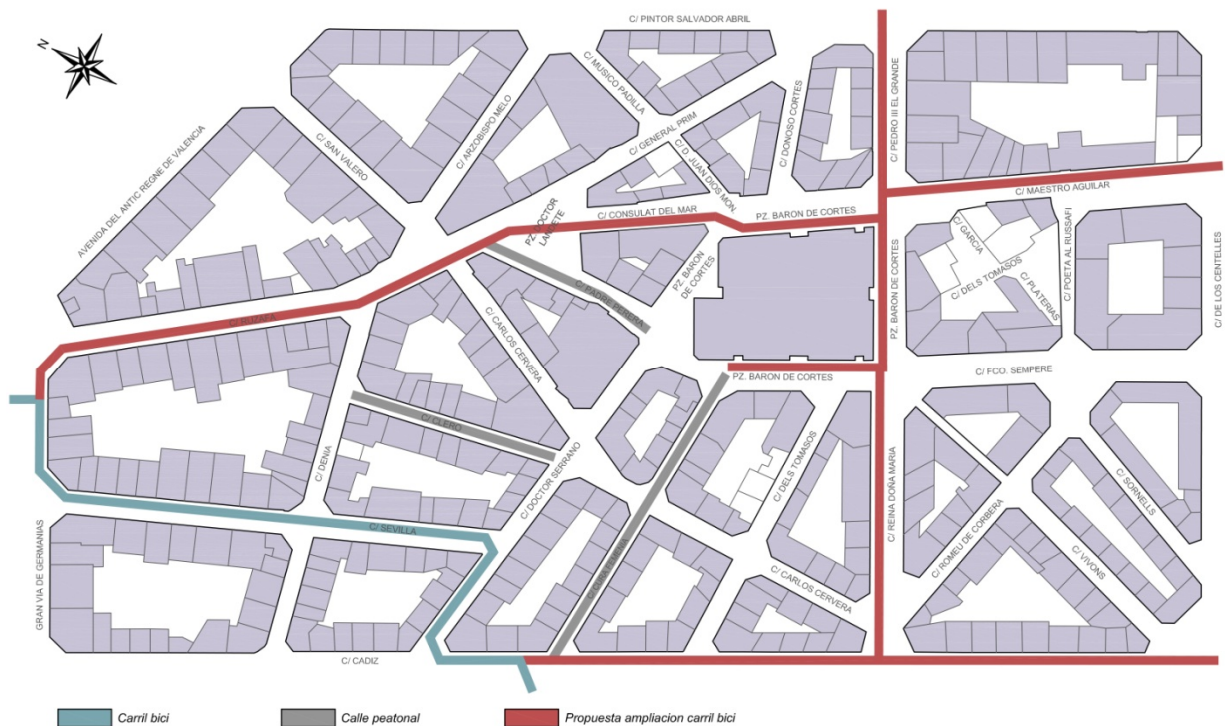 C/ PINTOR SALVADOR ABRIL
N
C/ MUSICO PADILLA
C/ ARZOBISPO MELO
C/ GENERAL PRIM
C/ DONOSO CORTES
C/ PEDRO III EL GRANDE
AVENIDA DEL ANTIC REGNE DE VALENCIA
C/ SAN VALERO
C/ D. JUAN DIOS MON.
C/ MAESTRO AGUILAR
C/ CONSULAT DEL MAR
PZ. BARON DE CORTES
PZ. DOCTOR
LANDETE
C/ GARCIA
C/ POETA AL RUSSAFI
PZ. BARON
DE CORTES
C/ DELS TOMASOS
C/ PLATERIAS
PZ. BARON DE CORTES
C/ DE LOS CENTELLES
C/ PADRE PERERA
C/ RUZAFA
C/ CARLOS CERVERA
PZ. BARON DE CORTES
C/ FCO. SEMPERE
C/ CLERO
C/ DENIA
C/ DOCTOR SERRANO
C/ DELS TOMASOS
C/ REINA DOÑA MARIA
C/ SORNELLS
C/ SEVILLA
C/ ROMEU DE CORBERA
C/ VIVONS
GRAN VIA DE GERMANIAS
C/ CURA FEMENIA
C/ CARLOS CERVERA
C/ CADIZ
Carril bici
Calle peatonal
Propuesta ampliacion carril bici